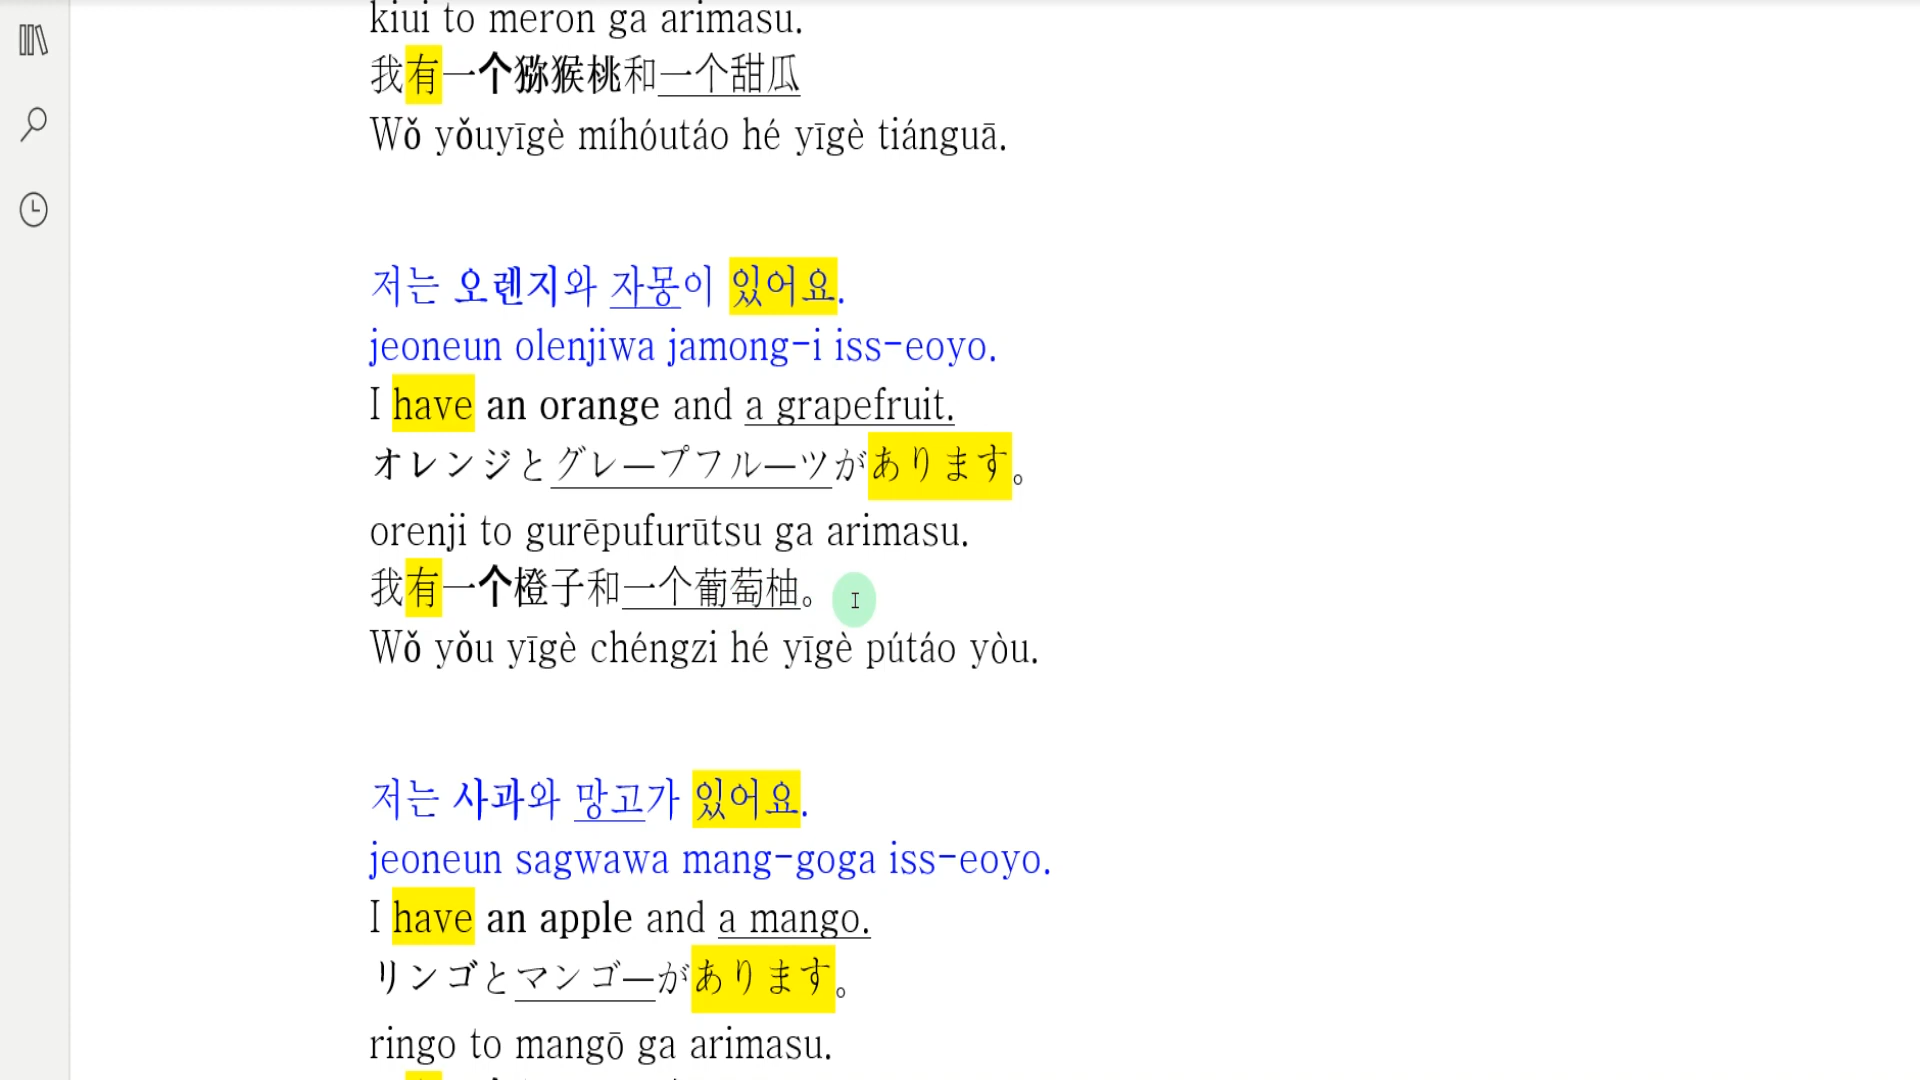 kiui to meron ga arimasu.
我有一个猕猴桃和一个甜瓜
Wǒ yǒuyīgè míhóutáo hé yīgè tiánguā.
저는 오렌지와 자몽이 있어요.
jeoneun olenjiwa jamong-i iss-eoyo.
I have an orange and a grapefruit.
オレンジとグレープフルーツがあります。
orenji to gurēpufurūtsu ga arimasu.
我有一个橙子和一个葡萄柚。
Wǒ yǒu yīgè chéngzi hé yīgè pútáo yòu.
저는 사과와 망고가 있어요.
jeoneun sagwawa mang-goga iss-eoyo.
I have an apple and a mango.
リンゴとマンゴーがあります。
ringo to mangō ga arimasu.